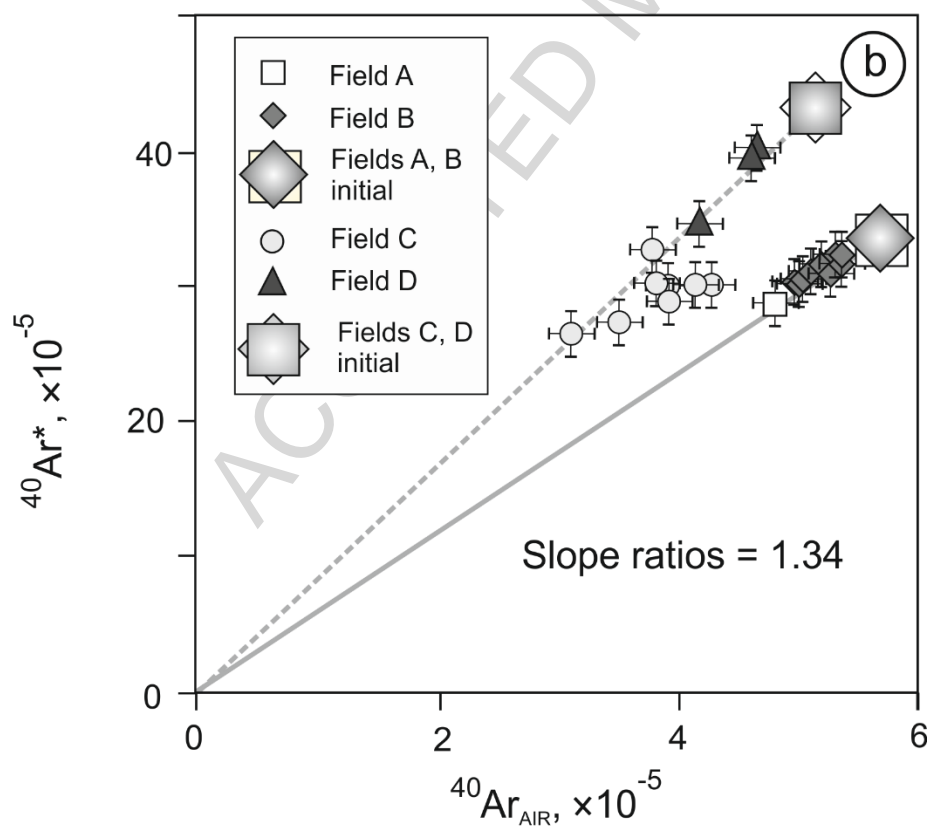 b
Field A
Field B
Fields A, B
initial
Field C
Field D
Fields C, D
initial
40
20
0
⁴⁰Ar*, ×10⁻⁵
Slope ratios = 1.34
0
2
4
6
⁴⁰Ar_AIR, ×10⁻⁵